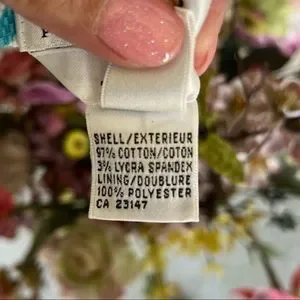 SHELL/EXTERIEUR
97% COTTON/COTON
3% LYCRA SPANDEX
LINING/DOUBLURE
100% POLYESTER
CA 23147